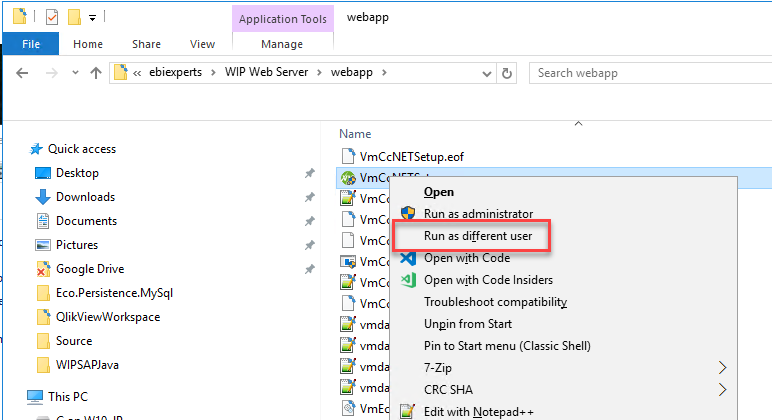 Application Tools
webapp
File
Home
Share
View
Manage
ebiexperts
WIP Web Server
webapp
Search webapp
Name
Quick access
Desktop
Downloads
Documents
Pictures
Google Drive
Eco.Persistence.MySql
QlikViewWorkspace
Source
WIPSAPJava
This PC
VmCcNETSetup.eof
VmCcNETSetup
VmCc
VmCc
VmCc
VmCc
VmCc
VmCc
vmda
vmda
vmda
vmda
VmEc
Open
Run as administrator
Run as different user
Open with Code
Open with Code Insiders
Troubleshoot compatibility
Unpin from Start
Pin to Start menu (Classic Shell)
7-Zip
CRC SHA
Edit with Notepad++